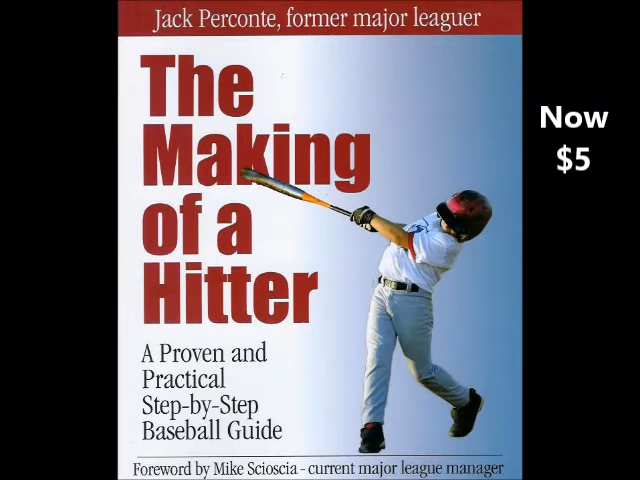 Jack Perconte, former major leaguer
The
Making
of a
Hitter
A Proven and
Practical
Step-by-Step
Baseball Guide
Foreword by Mike Scioscia - current major league manager
Now
$5